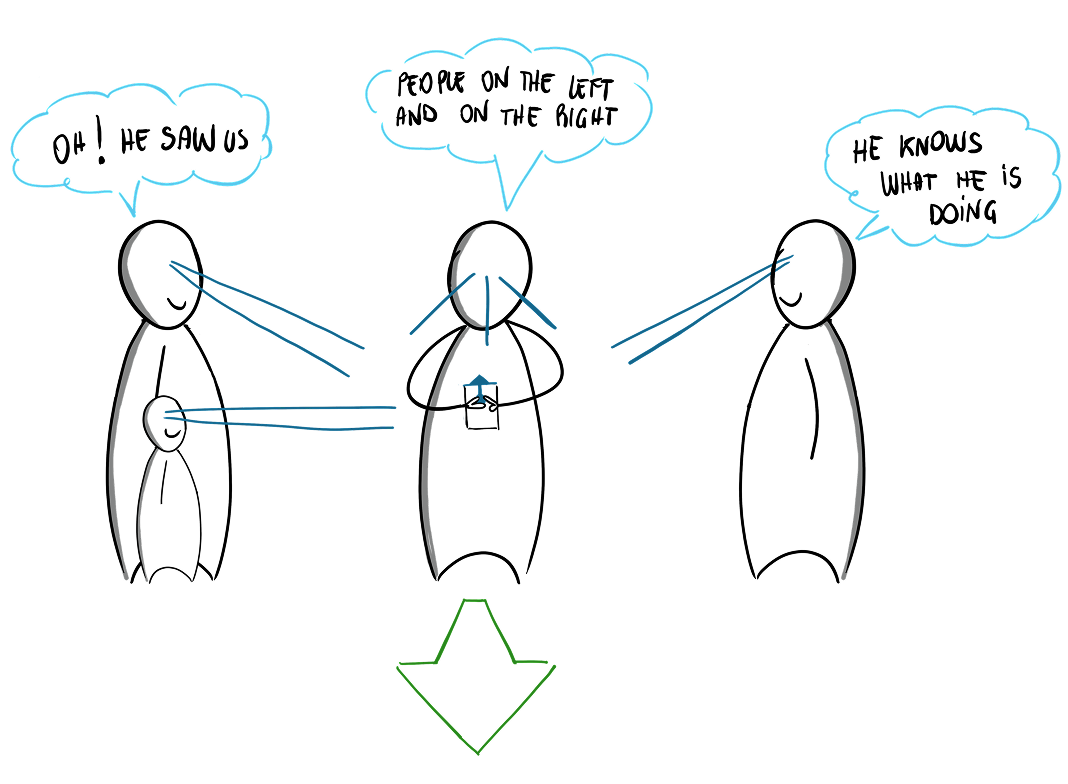 OH! HE SAW US
PEOPLE ON THE LEFT
AND ON THE RIGHT
HE KNOWS
WHAT HE IS
DOING